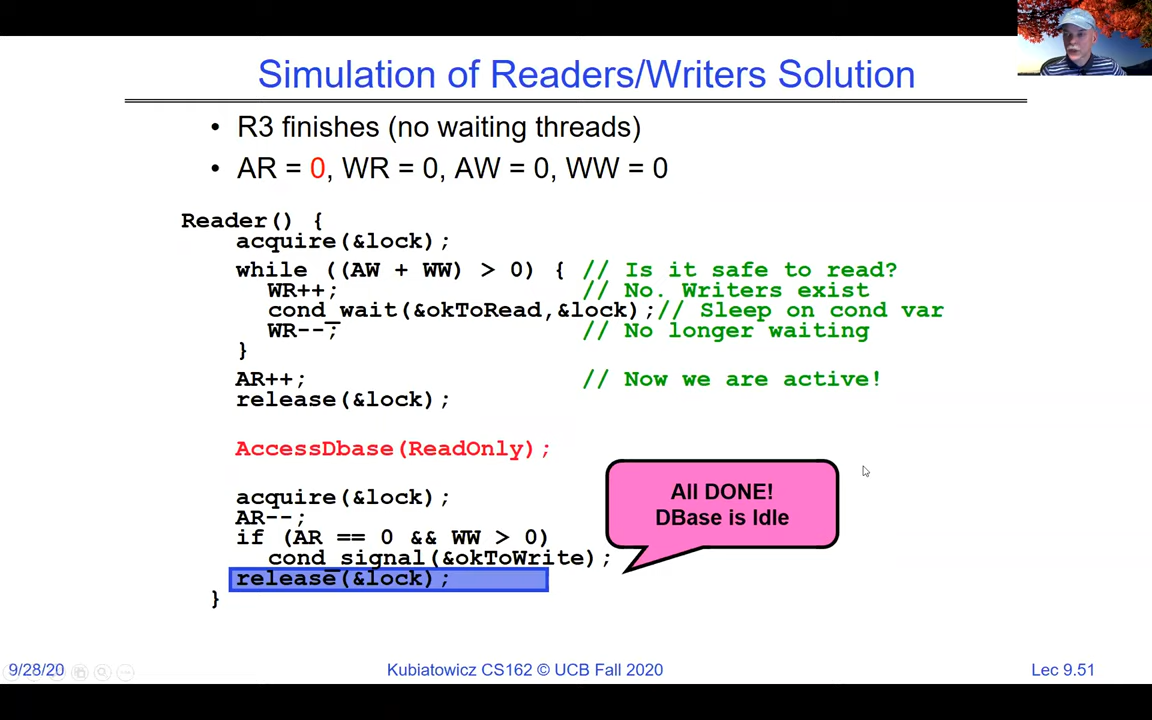 Simulation of Readers/Writers Solution
• R3 finishes (no waiting threads)
• AR = 0, WR = 0, AW = 0, WW = 0
Reader() {
acquire(&lock);
while ((AW + WW) > 0) { // Is it safe to read?
WR++; // No. Writers exist
cond_wait(&okToRead,&lock);// Sleep on cond var
WR--; // No longer waiting
}
AR++; // Now we are active!
release(&lock);
AccessDbase(ReadOnly);
acquire(&lock);
AR--;
if (AR == 0 && WW > 0)
cond_signal(&okToWrite);
release(&lock);
}
All DONE!
DBase is Idle
9/28/20
Kubiatowicz CS162 © UCB Fall 2020
Lec 9.51